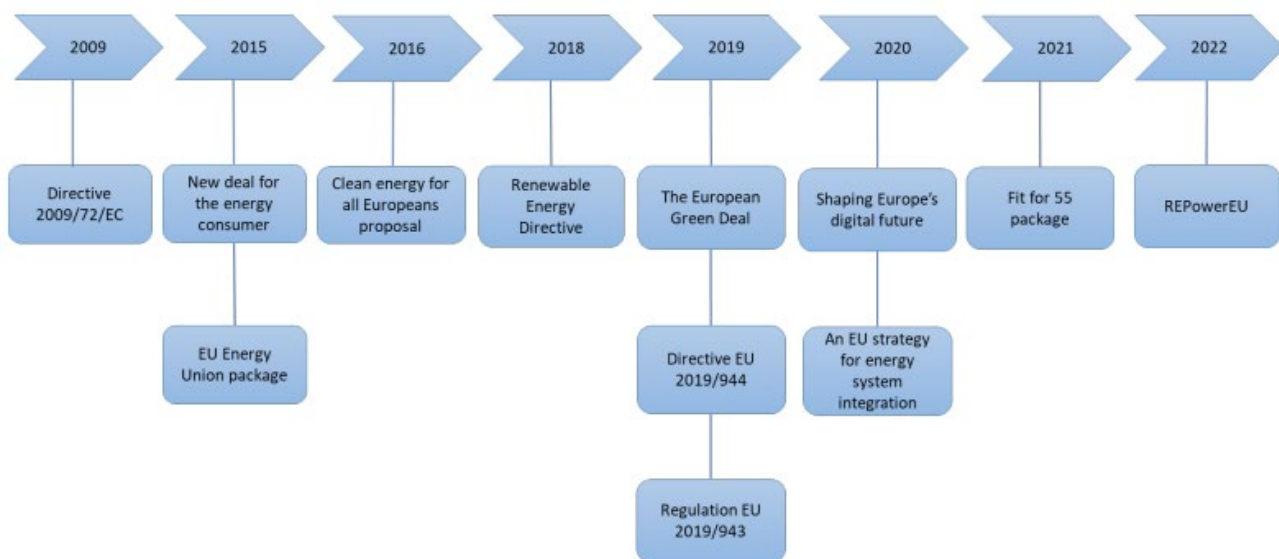 2009
2015
2016
2018
2019
2020
2021
2022
Directive
2009/72/EC
New deal for
the energy
consumer
Clean energy for
all Europeans
proposal
Renewable
Energy
Directive
The European
Green Deal
Shaping Europe's
digital future
Fit for 55
package
REPowerEU
EU Energy
Union package
Directive EU
2019/944
An EU strategy
for energy
system
integration
Regulation EU
2019/943